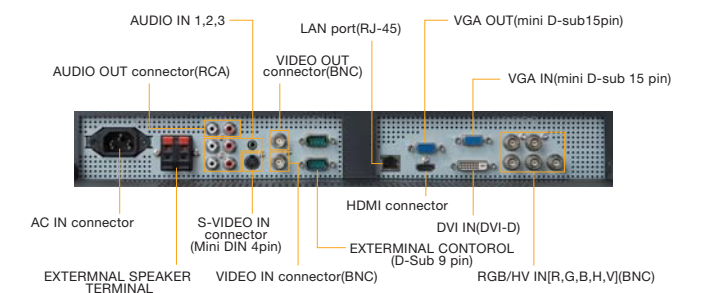 AUDIO IN 1,2,3
LAN port(RJ-45)
VGA OUT(mini D-sub15pin)
VIDEO OUT
connector(BNC)
AUDIO OUT connector(RCA)
VGA IN(mini D-sub 15 pin)
AC IN connector
S-VIDEO IN
connector
(Mini DIN 4pin)
HDMI connector
DVI IN(DVI-D)
EXTERMINAL CONTOROL
(D-Sub 9 pin)
EXTERMNAL SPEAKER
TERMINAL
VIDEO IN connector(BNC)
RGB/HV IN[R,G,B,H,V](BNC)